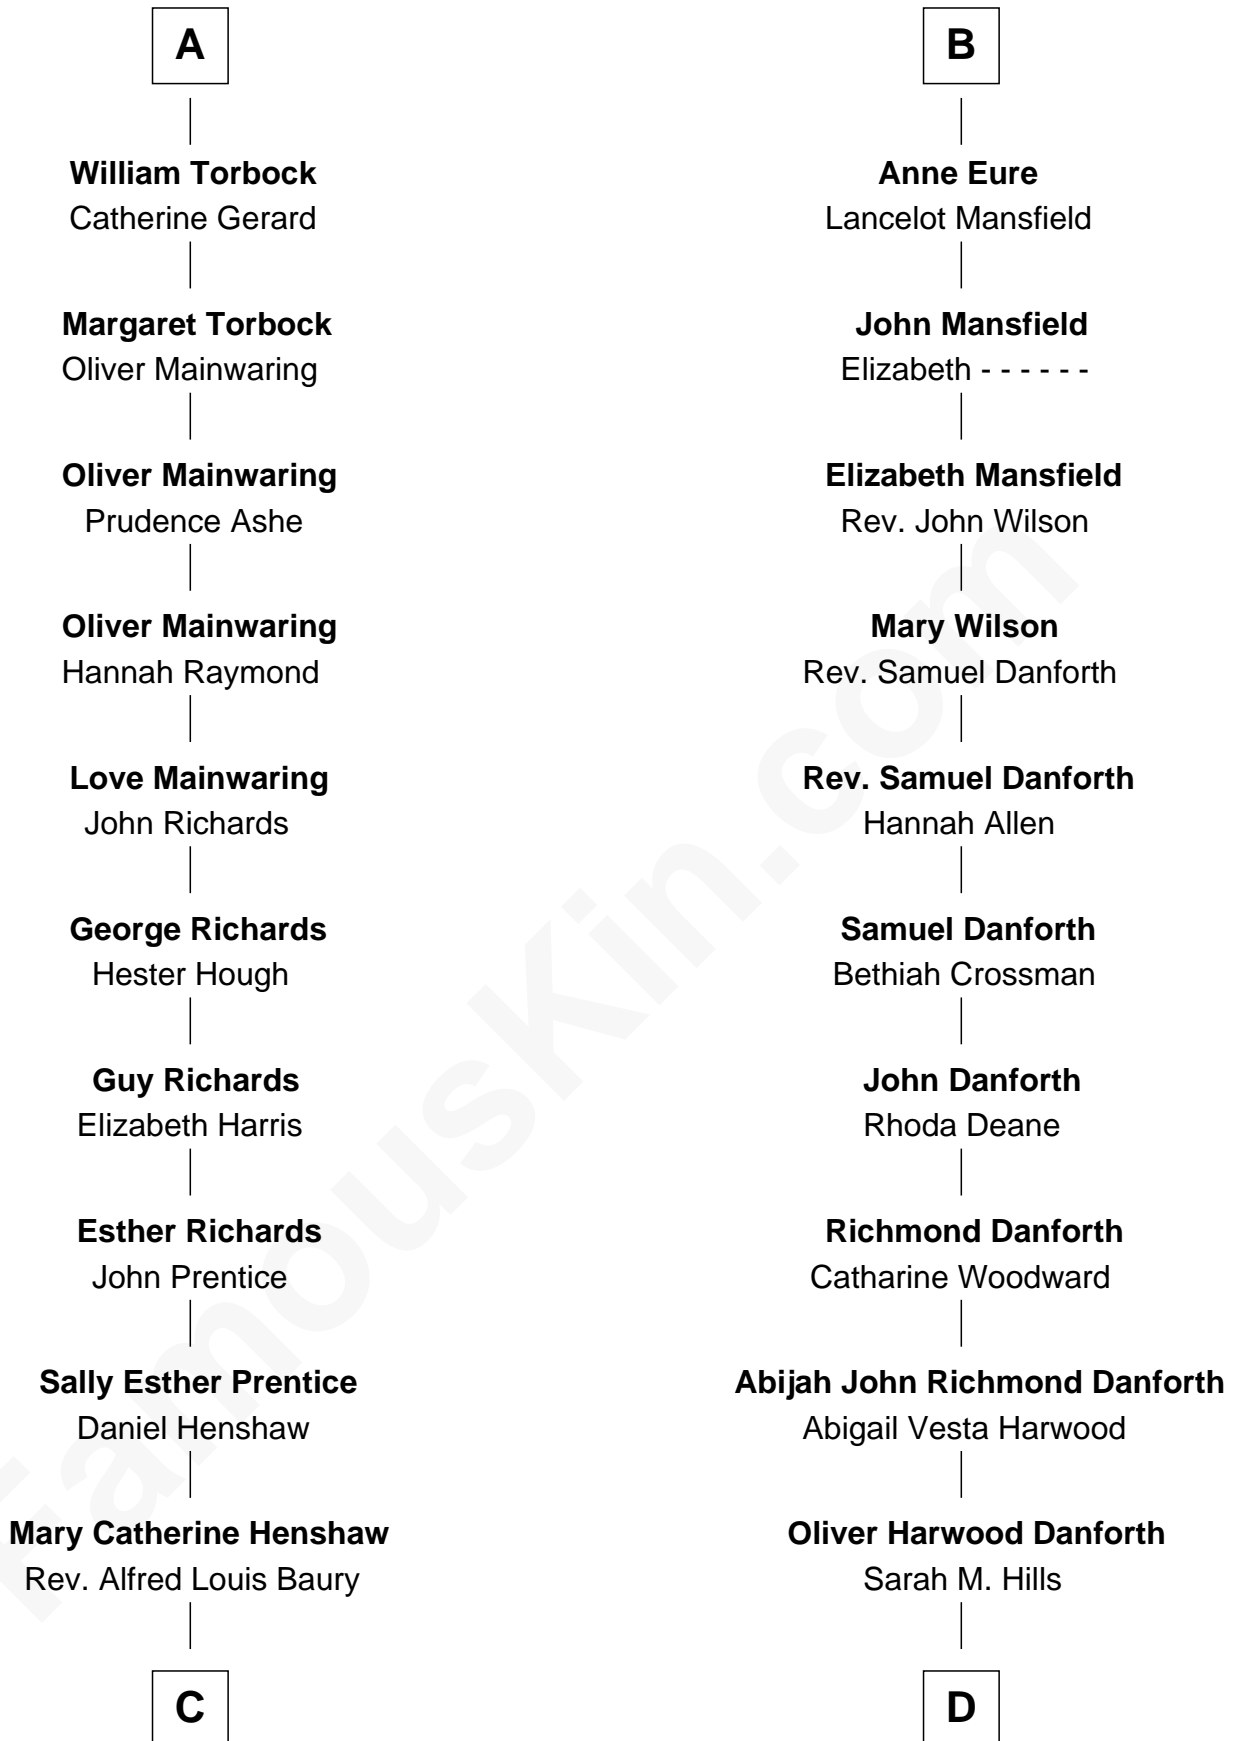 A
William Torbock
Catherine Gerard
Margaret Torbock
Oliver Mainwaring
Oliver Mainwaring
Prudence Ashe
Oliver Mainwaring
Hannah Raymond
Love Mainwaring
John Richards
George Richards
Hester Hough
Guy Richards
Elizabeth Harris
Esther Richards
John Prentice
Sally Esther Prentice
Daniel Henshaw
Mary Catherine Henshaw
Rev. Alfred Louis Baury
C
B
Anne Eure
Lancelot Mansfield
John Mansfield
Elizabeth - - - - - -
Elizabeth Mansfield
Rev. John Wilson
Mary Wilson
Rev. Samuel Danforth
Rev. Samuel Danforth
Hannah Allen
Samuel Danforth
Bethiah Crossman
John Danforth
Rhoda Deane
Richmond Danforth
Catharine Woodward
Abijah John Richmond Danforth
Abigail Vesta Harwood
Oliver Harwood Danforth
Sarah M. Hills
D
FamousKin.com